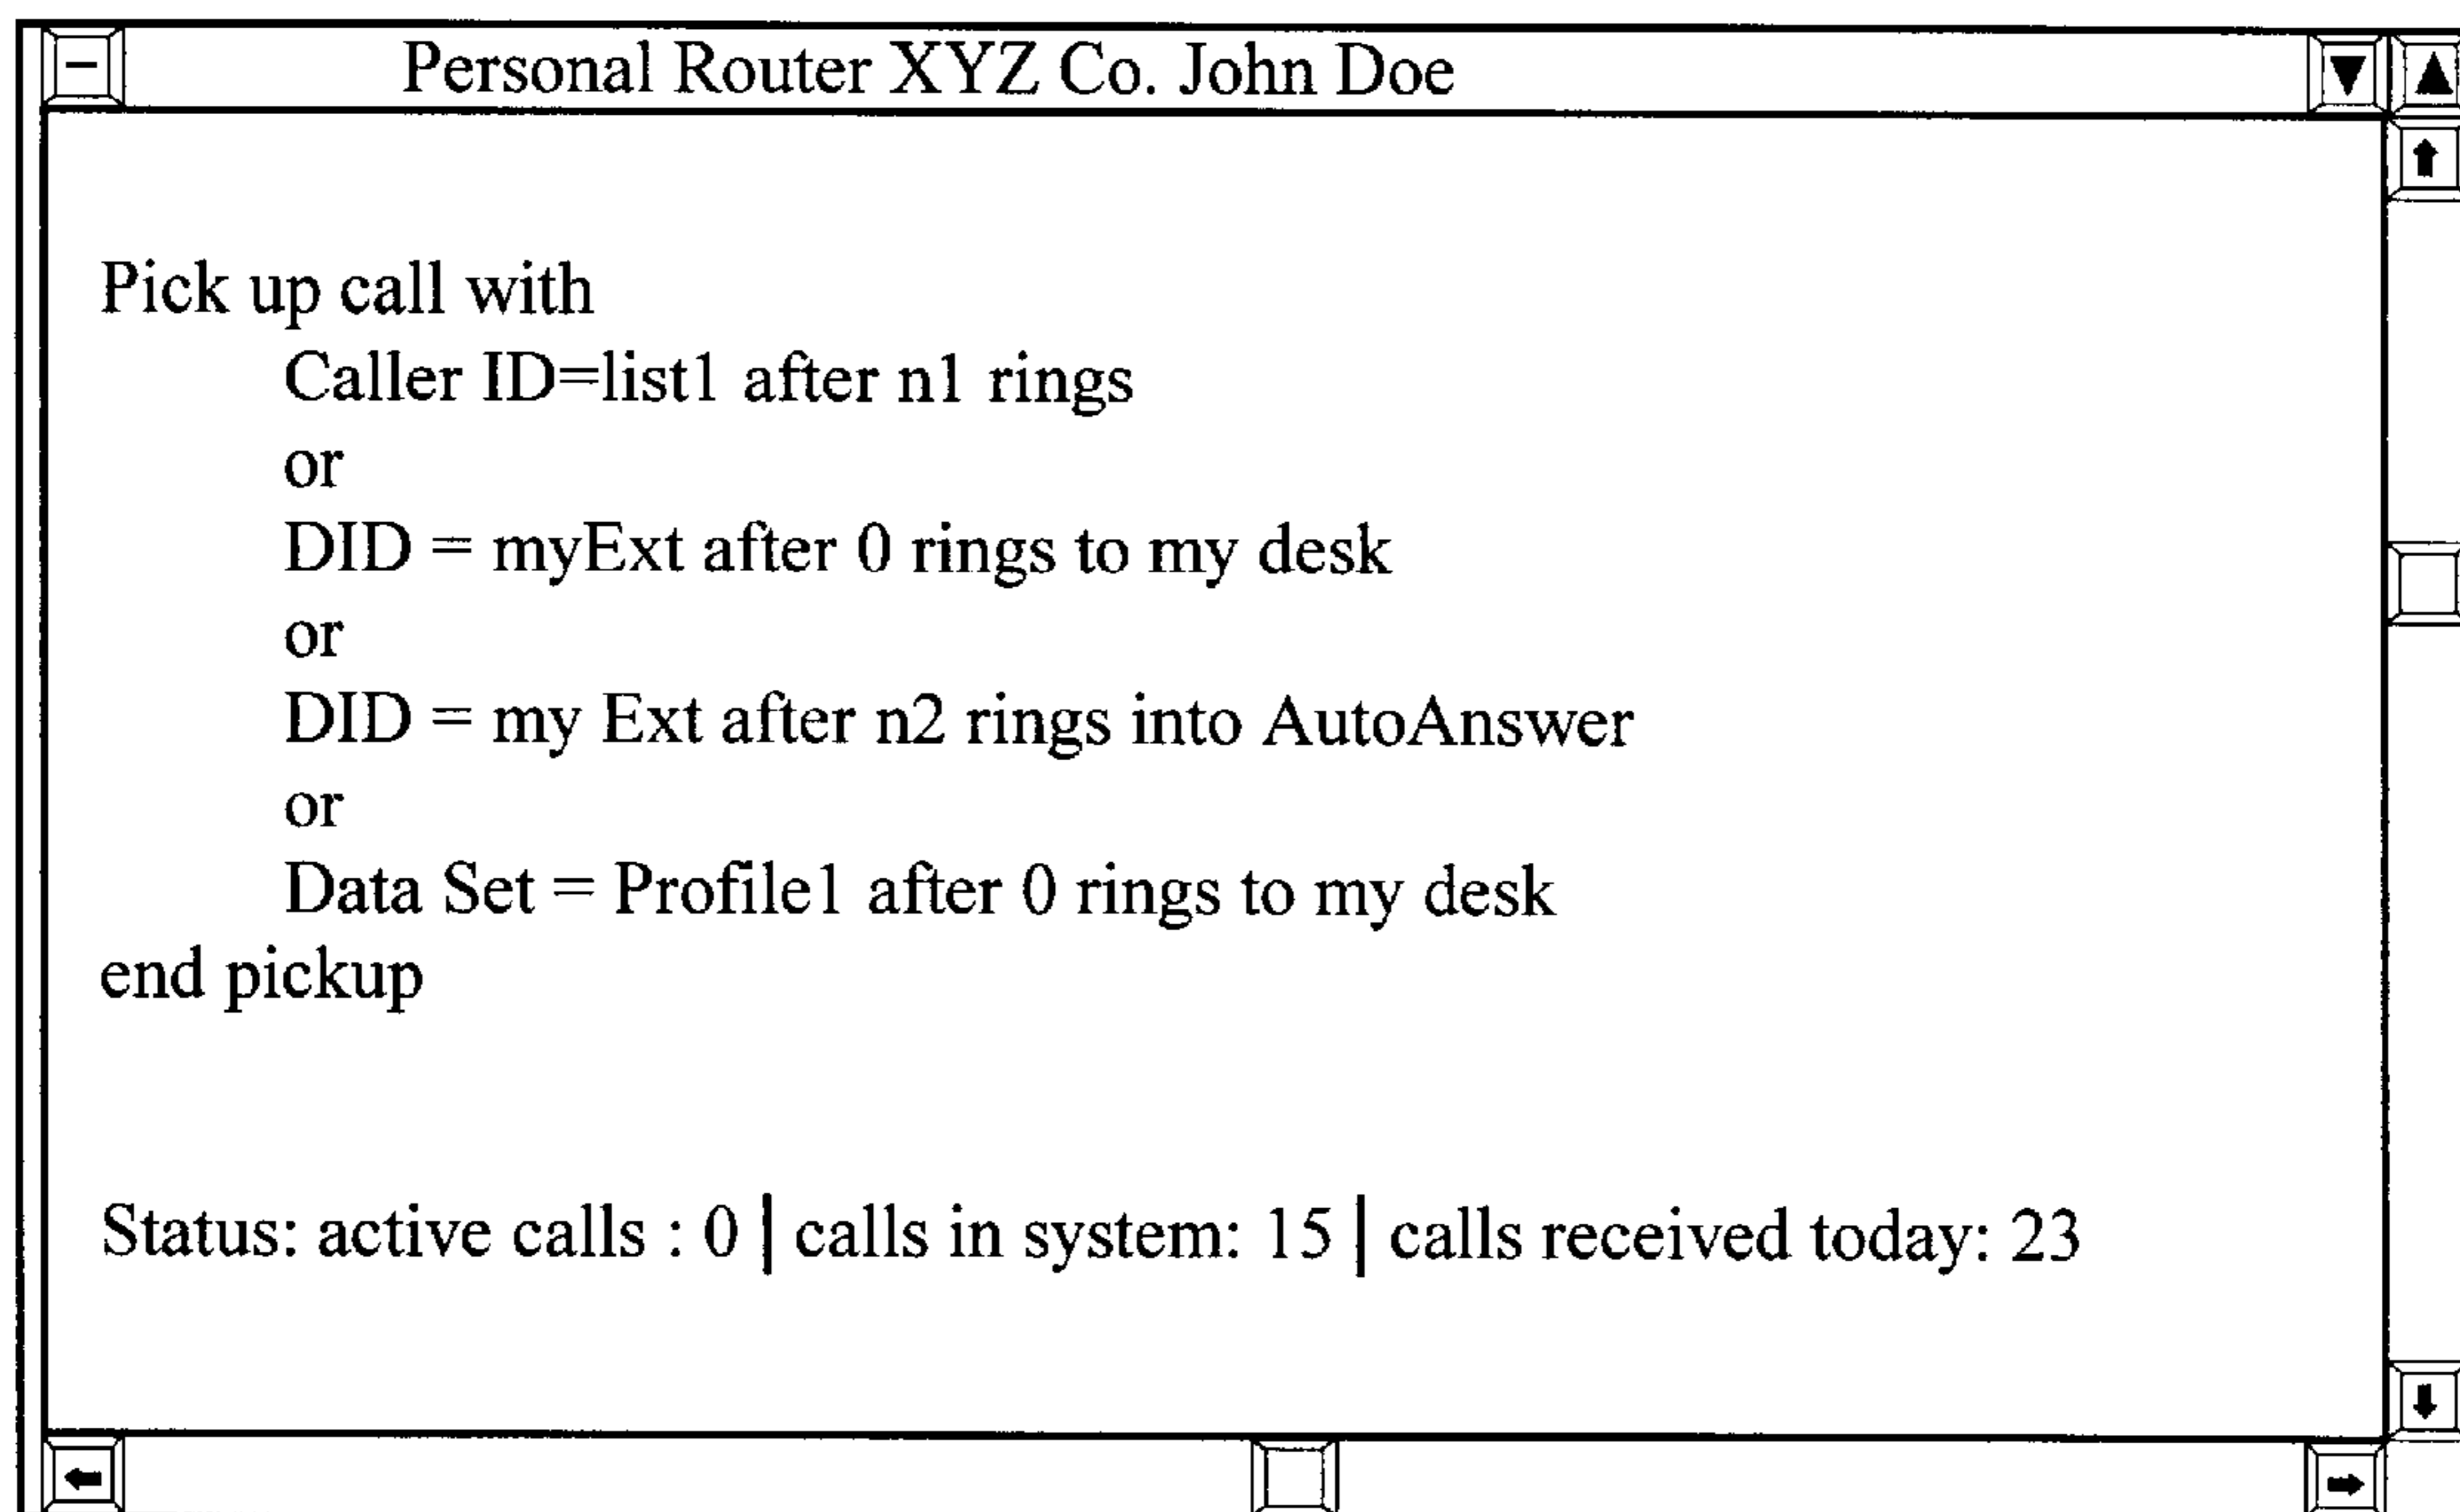 Personal Router XYZ Co. John Doe
Pick up call with
Caller ID=list1 after n1 rings
or
DID = myExt after 0 rings to my desk
or
DID = my Ext after n2 rings into AutoAnswer
or
Data Set = Profile1 after 0 rings to my desk
end pickup
Status: active calls : 0 | calls in system: 15 | calls received today: 23